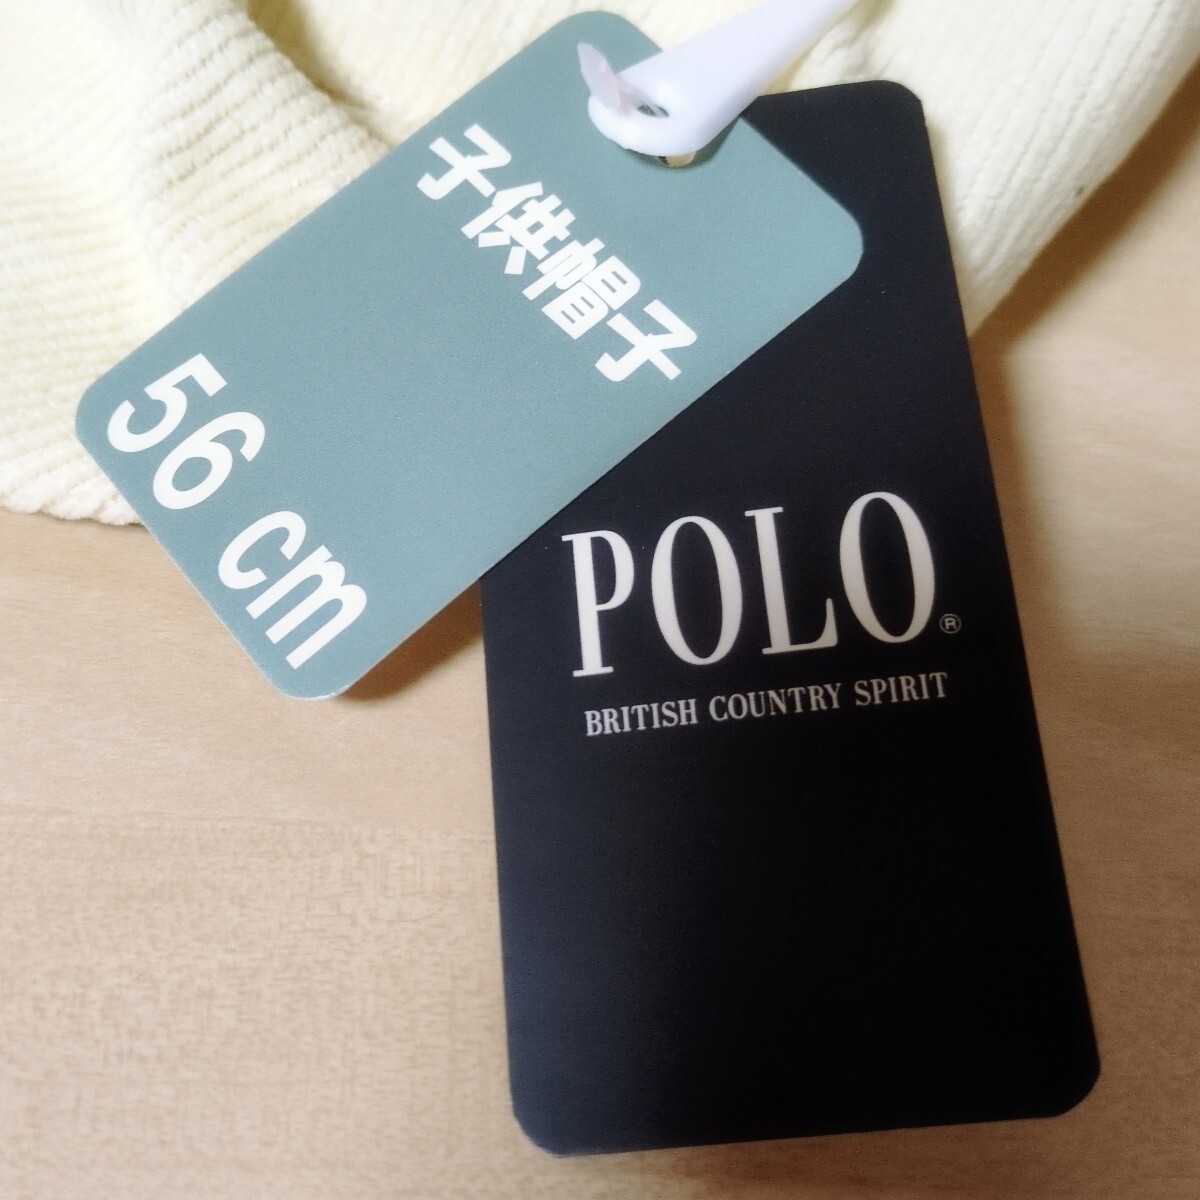 子供帽子
56 cm
POLO®
BRITISH COUNTRY SPIRIT